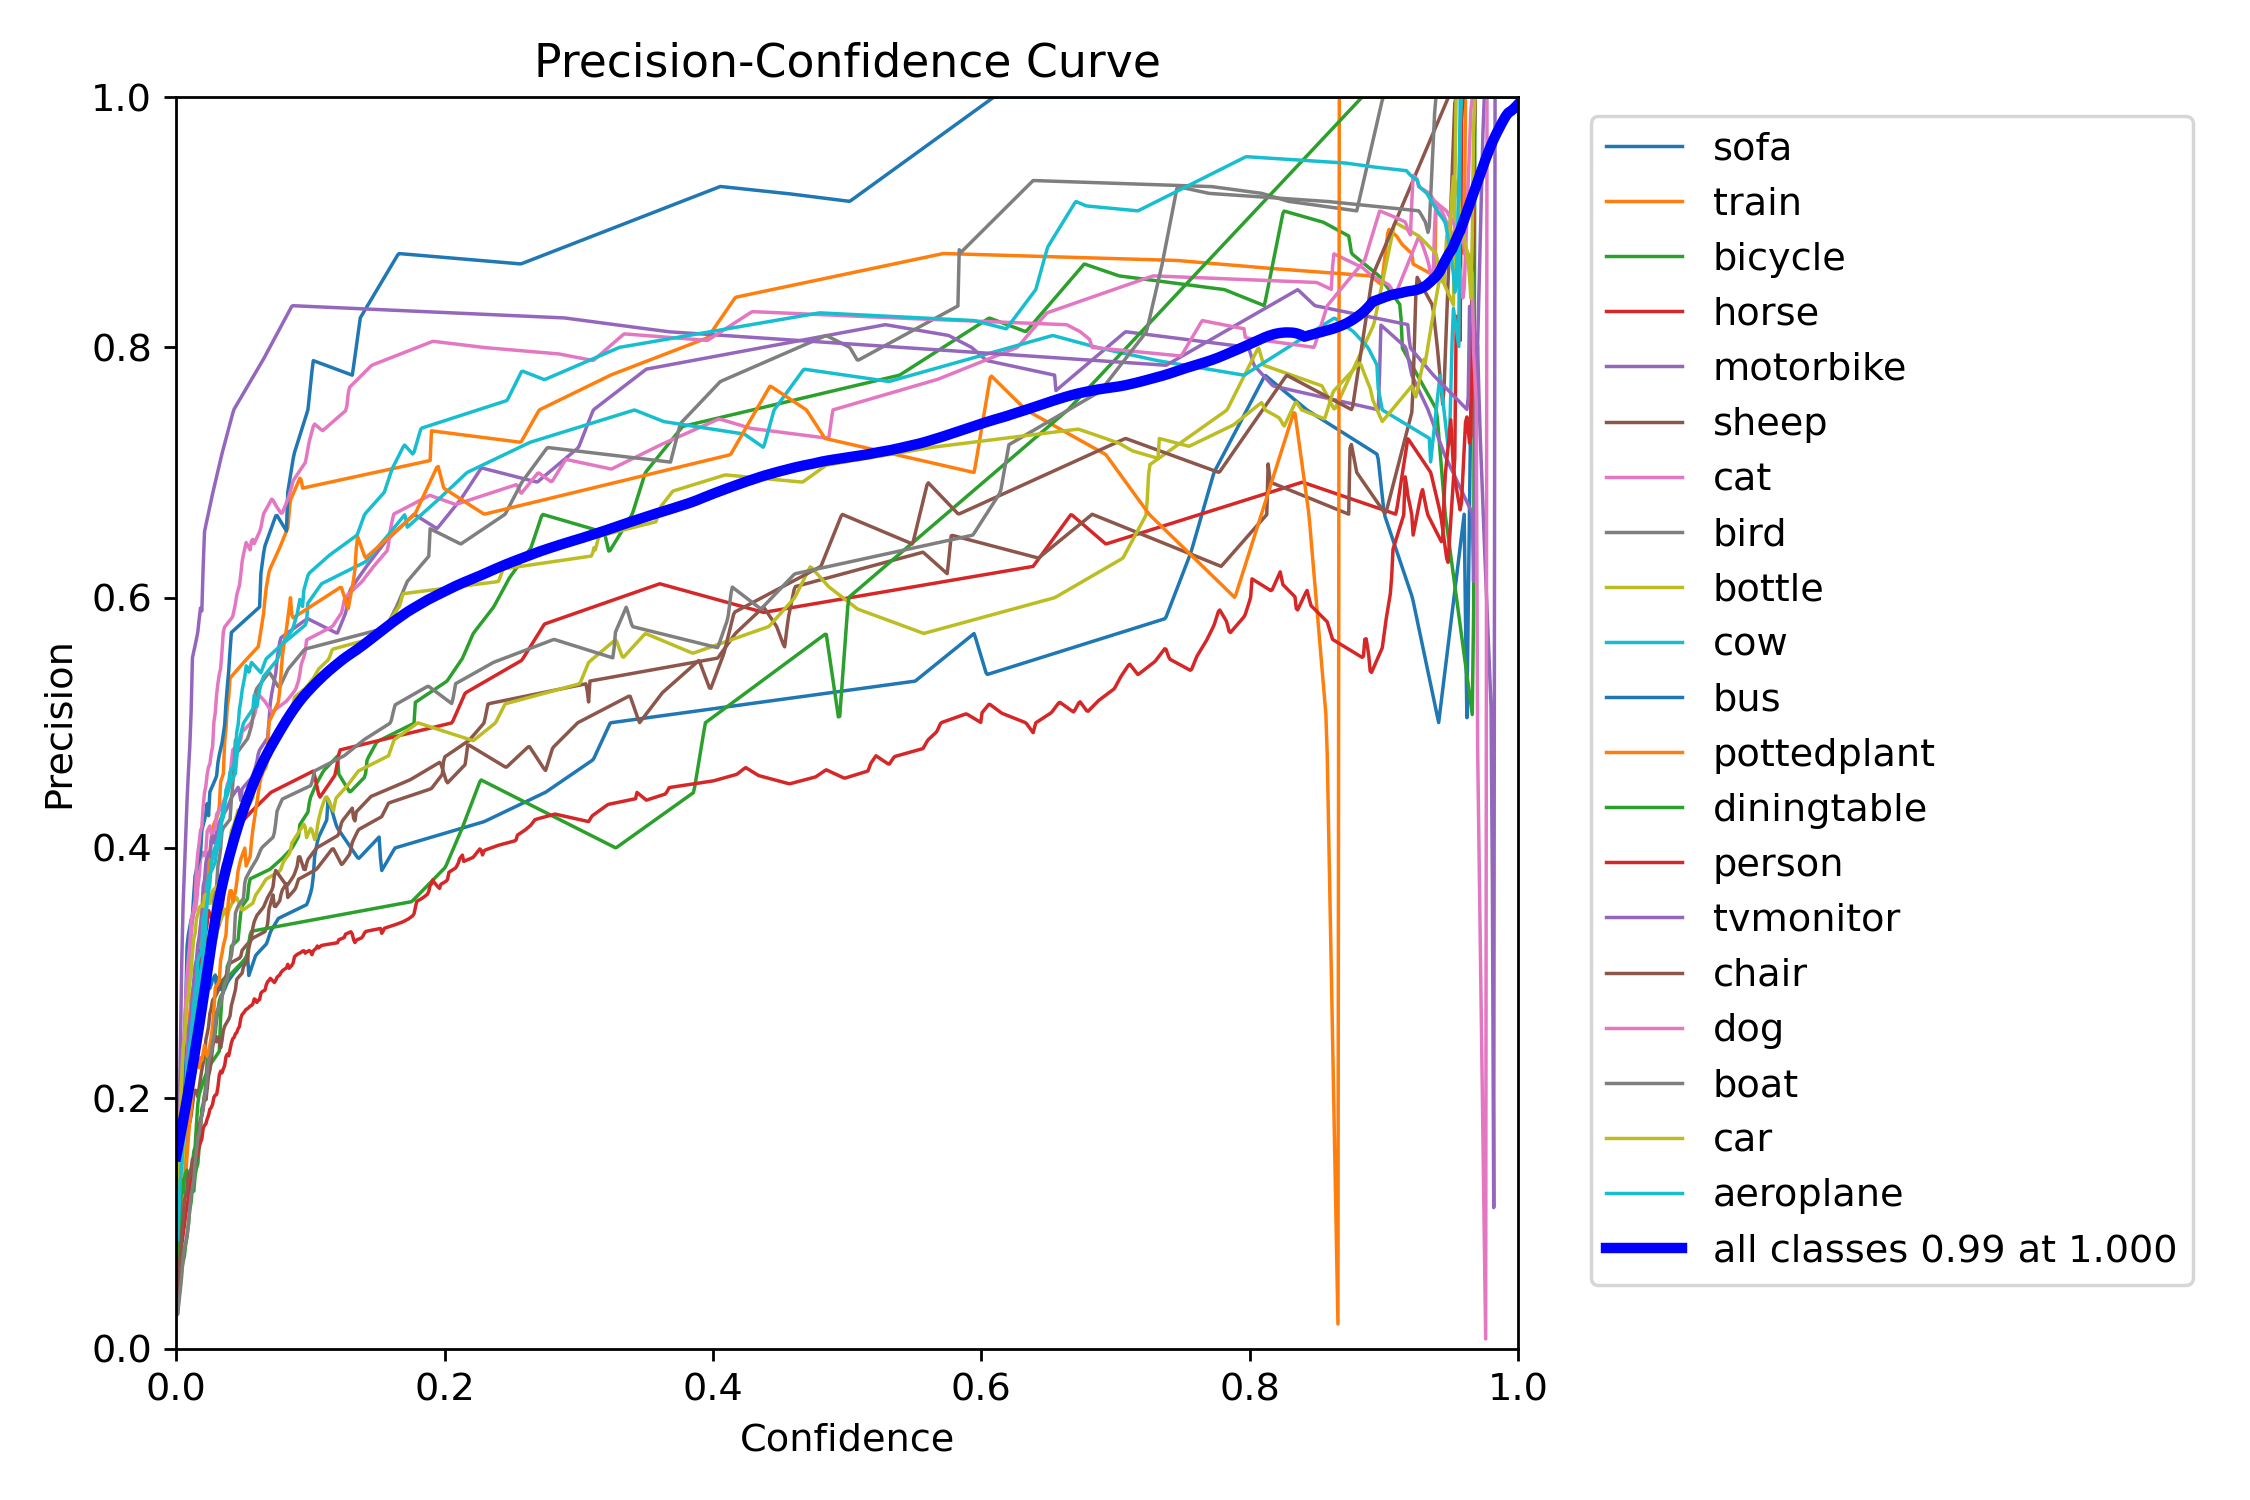 Precision-Confidence Curve
1.0
0.8
0.6
0.4
0.2
0.0
Precision
0.0 0.2 0.4 0.6 0.8 1.0
Confidence
sofa
train
bicycle
horse
motorbike
sheep
cat
bird
bottle
cow
bus
pottedplant
diningtable
person
tvmonitor
chair
dog
boat
car
aeroplane
all classes 0.99 at 1.000